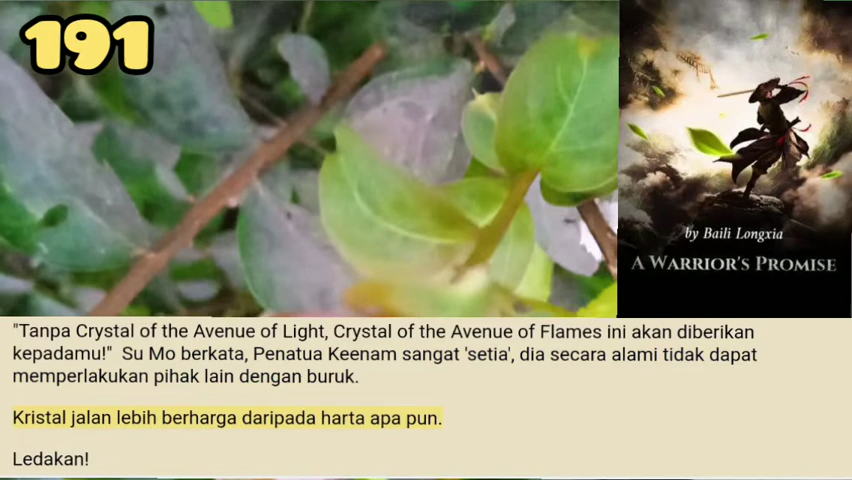 191
by Baili Longxia
A WARRIOR'S PROMISE
"Tanpa Crystal of the Avenue of Light, Crystal of the Avenue of Flames ini akan diberikan
kepadamu!"  Su Mo berkata, Penatua Keenam sangat 'setia', dia secara alami tidak dapat
memperlakukan pihak lain dengan buruk.
Kristal jalan lebih berharga daripada harta apa pun.
Ledakan!